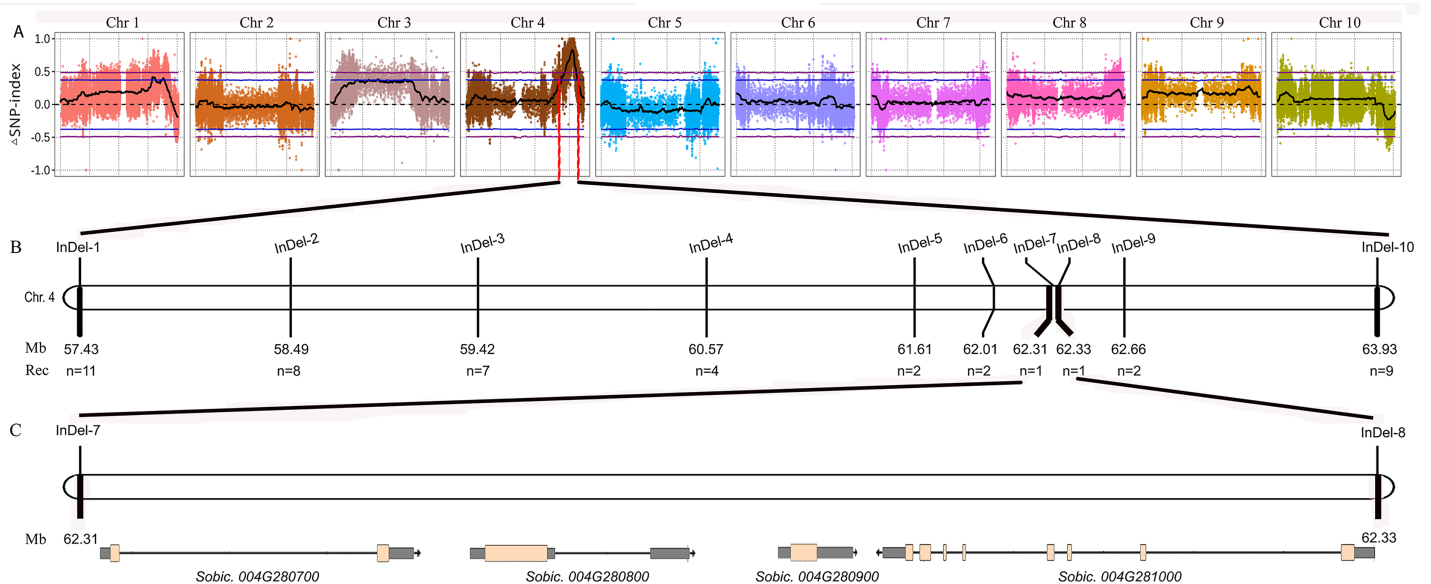 A
Chr 1 Chr 2 Chr 3 Chr 4 Chr 5 Chr 6 Chr 7 Chr 8 Chr 9 Chr 10
△SNP-index
1.0
0.5
0.0
-0.5
-1.0
B
InDel-1 InDel-2 InDel-3 InDel-4 InDel-5 InDel-6 InDel-7 InDel-8 InDel-9 InDel-10
Chr. 4
Mb 57.43 58.49 59.42 60.57 61.61 62.01 62.31 62.33 62.66 63.93
Rec n=11 n=8 n=7 n=4 n=2 n=2 n=1 n=1 n=2 n=9
C
InDel-7 InDel-8
Mb 62.31 62.33
Sobic. 004G280700 Sobic. 004G280800 Sobic. 004G280900 Sobic. 004G281000